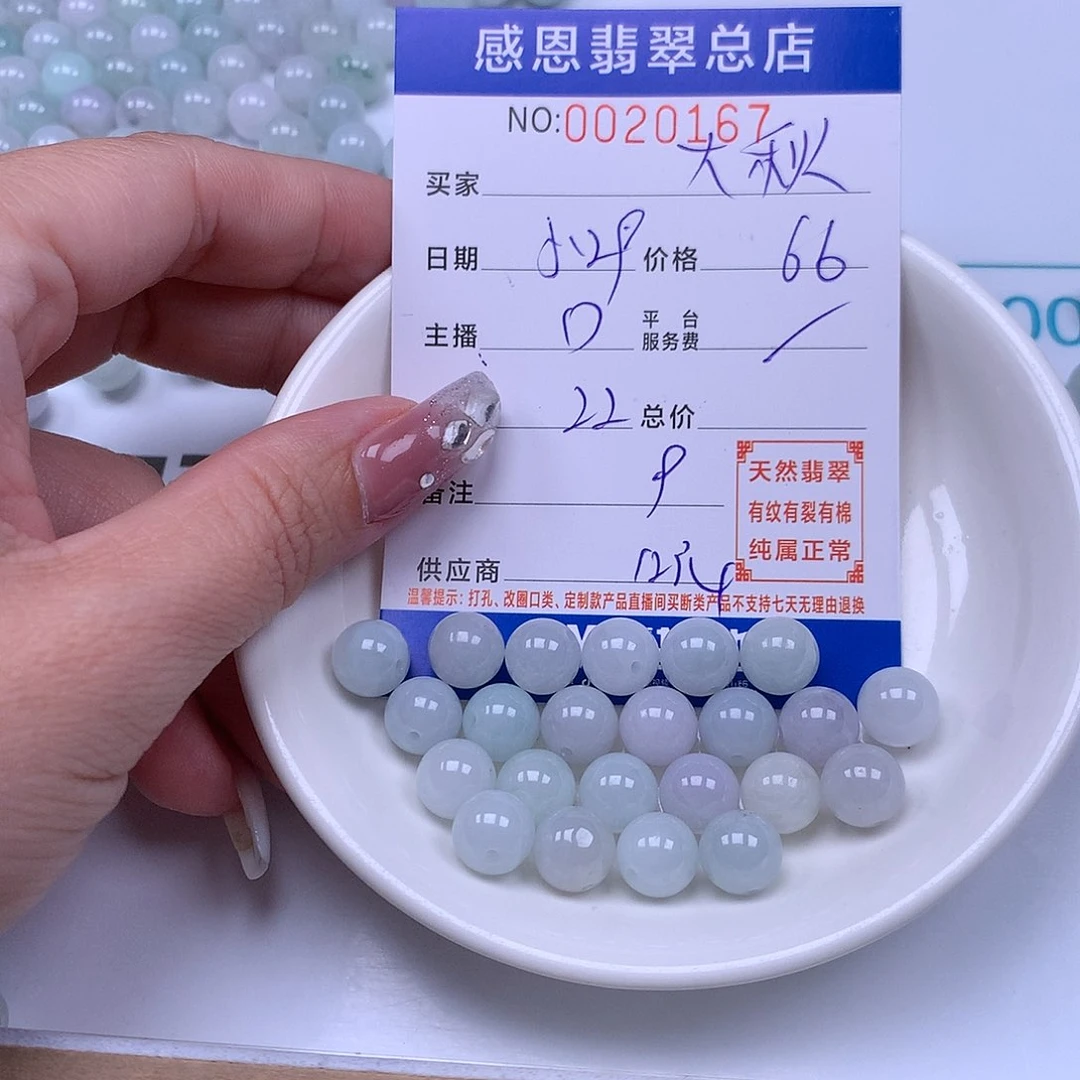 感恩翡翠总店
NO:0020167
买家 大秋
日期 价格 66
主播 平台服务费 /
22 总价
备注 9
供应商
天然翡翠
有纹有裂有棉
纯属正常
温馨提示：打孔、改圈口类、定制款产品直播间买断类产品不支持七天无理由退换